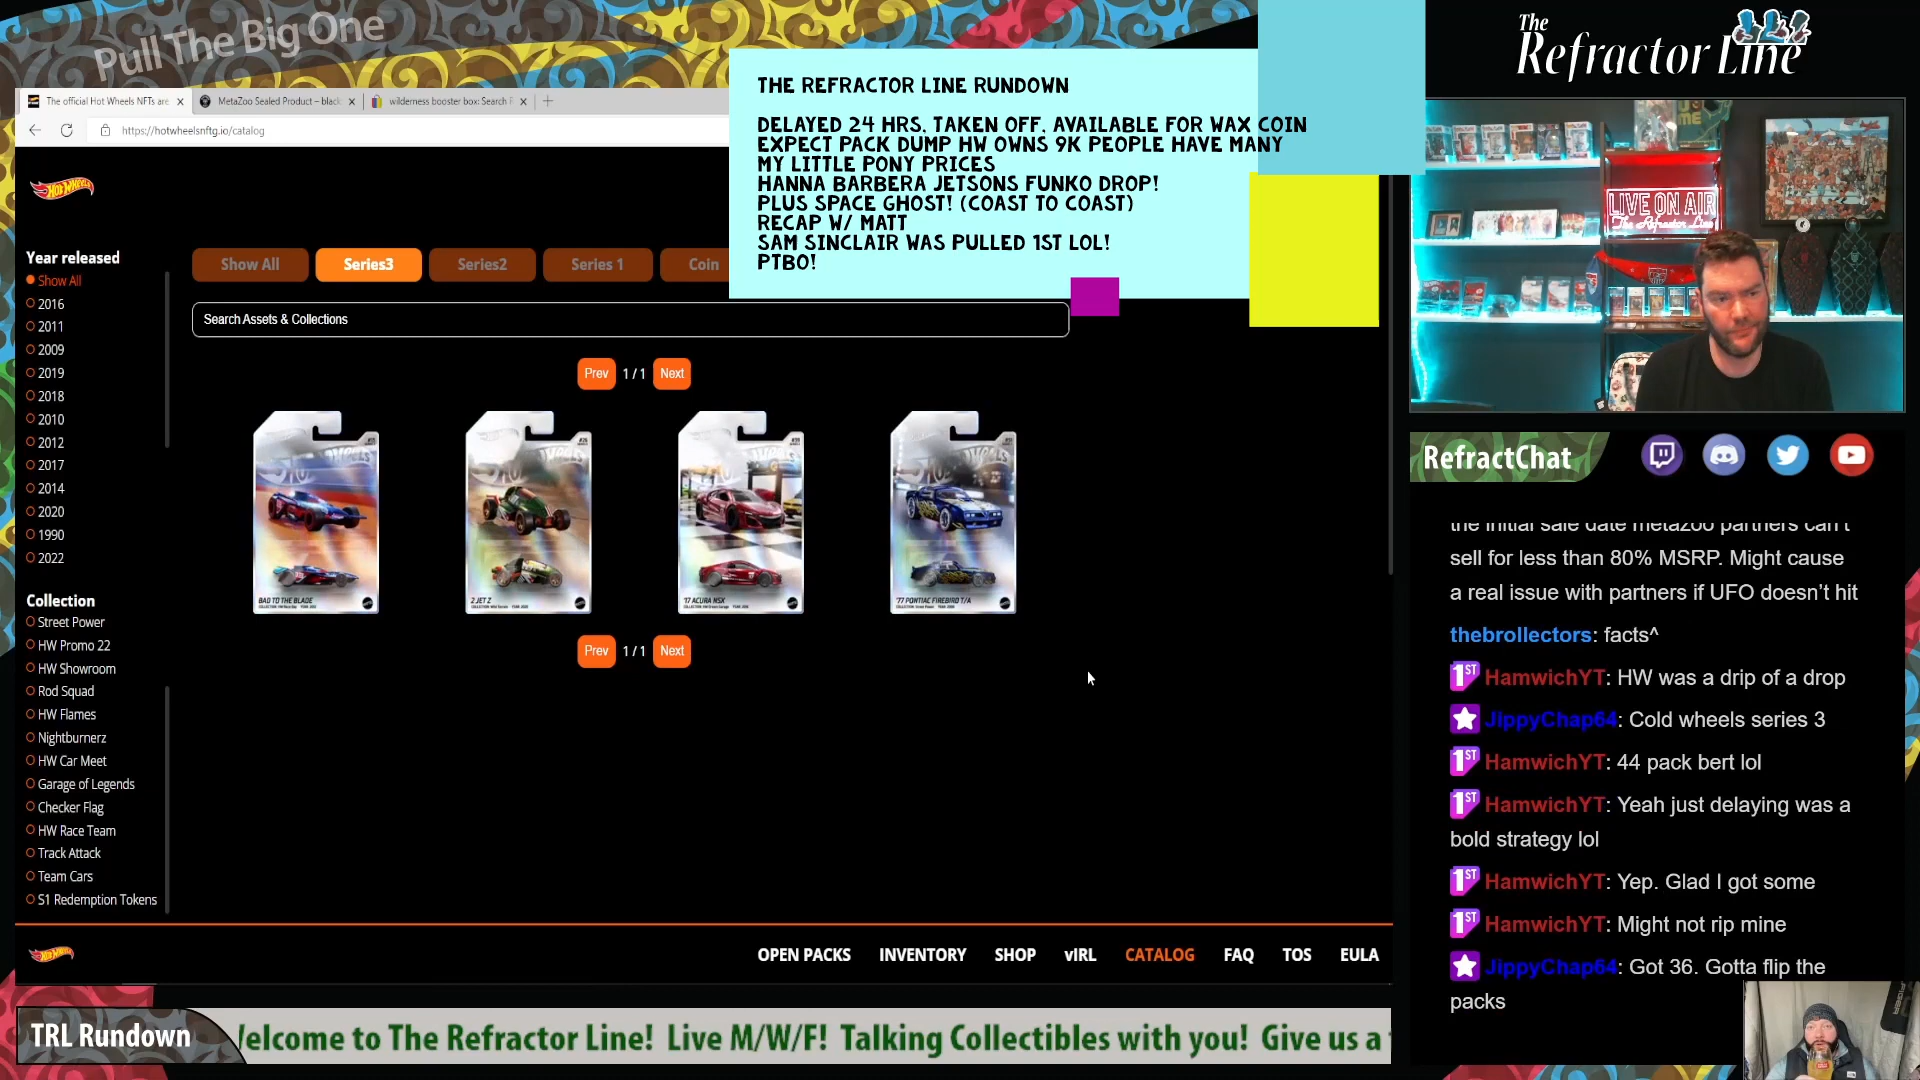 Pull The Big One
The official Hot Wheels NFTs are
MetaZoo Sealed Product – black
wilderness booster box: Search R
https://hotwheelsnftg.io/catalog
HOT WHEELS
THE REFRACTOR LINE RUNDOWN
DELAYED 24 HRS, TAKEN OFF, AVAILABLE FOR WAX COIN
EXPECT PACK DUMP HW OWNS 9K PEOPLE HAVE MANY
MY LITTLE PONY PRICES
HANNA BARBERA JETSONS FUNKO DROP!
PLUS SPACE GHOST! (COAST TO COAST)
RECAP W/ MATT
SAM SINCLAIR WAS PULLED 1ST LOL!
PTBO!
Year released
Show All
2016
2011
2009
2019
2018
2010
2012
2017
2014
2020
1990
2022
Collection
Street Power
HW Promo 22
HW Showroom
Rod Squad
HW Flames
Nightburnerz
HW Car Meet
Garage of Legends
Checker Flag
HW Race Team
Track Attack
Team Cars
S1 Redemption Tokens
Show All
Series3
Series2
Series 1
Coin
Search Assets & Collections
Prev 1 / 1 Next
BAD TO THE BLADE
2 JET Z
'17 ACURA NSX
'77 PONTIAC FIREBIRD T/A
Prev 1 / 1 Next
OPEN PACKS INVENTORY SHOP vIRL CATALOG FAQ TOS EULA
The
Refractor Line
LIVE ON AIR
The Refractor Line
RefractChat
the initial sale date metazoo partners can't
sell for less than 80% MSRP. Might cause
a real issue with partners if UFO doesn't hit
thebrollectors: facts^
1ST HamwichYT: HW was a drip of a drop
JippyChap64: Cold wheels series 3
1ST HamwichYT: 44 pack bert lol
1ST HamwichYT: Yeah just delaying was a
bold strategy lol
1ST HamwichYT: Yep. Glad I got some
1ST HamwichYT: Might not rip mine
JippyChap64: Got 36. Gotta flip the
packs
TRL Rundown
Welcome to The Refractor Line! Live M/W/F! Talking Collectibles with you! Give us a